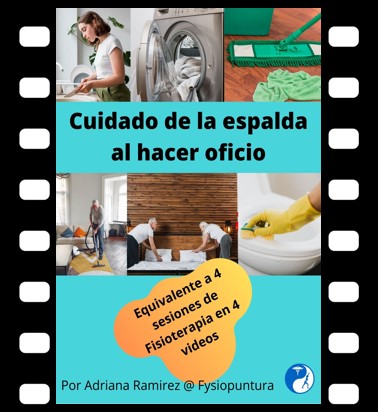 Cuidado de la espalda
al hacer oficio
Equivalente a 4
sesiones de
Fisioterapia en 4
videos
Por Adriana Ramirez @ Fysiopuntura